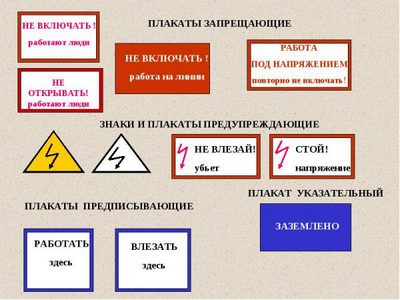 ПЛАКАТЫ ЗАПРЕЩАЮЩИЕ
НЕ ВКЛЮЧАТЬ !
работают люди
НЕ ВКЛЮЧАТЬ !
работа на линии
РАБОТА
ПОД НАПРЯЖЕНИЕМ
повторно не включать!
НЕ
ОТКРЫВАТЬ!
работают люди
ЗНАКИ И ПЛАКАТЫ ПРЕДУПРЕЖДАЮЩИЕ
НЕ ВЛЕЗАЙ!
убьет
СТОЙ!
напряжение
ПЛАКАТ УКАЗАТЕЛЬНЫЙ
ПЛАКАТЫ ПРЕДПИСЫВАЮЩИЕ
ЗАЗЕМЛЕНО
РАБОТАТЬ
здесь
ВЛЕЗАТЬ
здесь